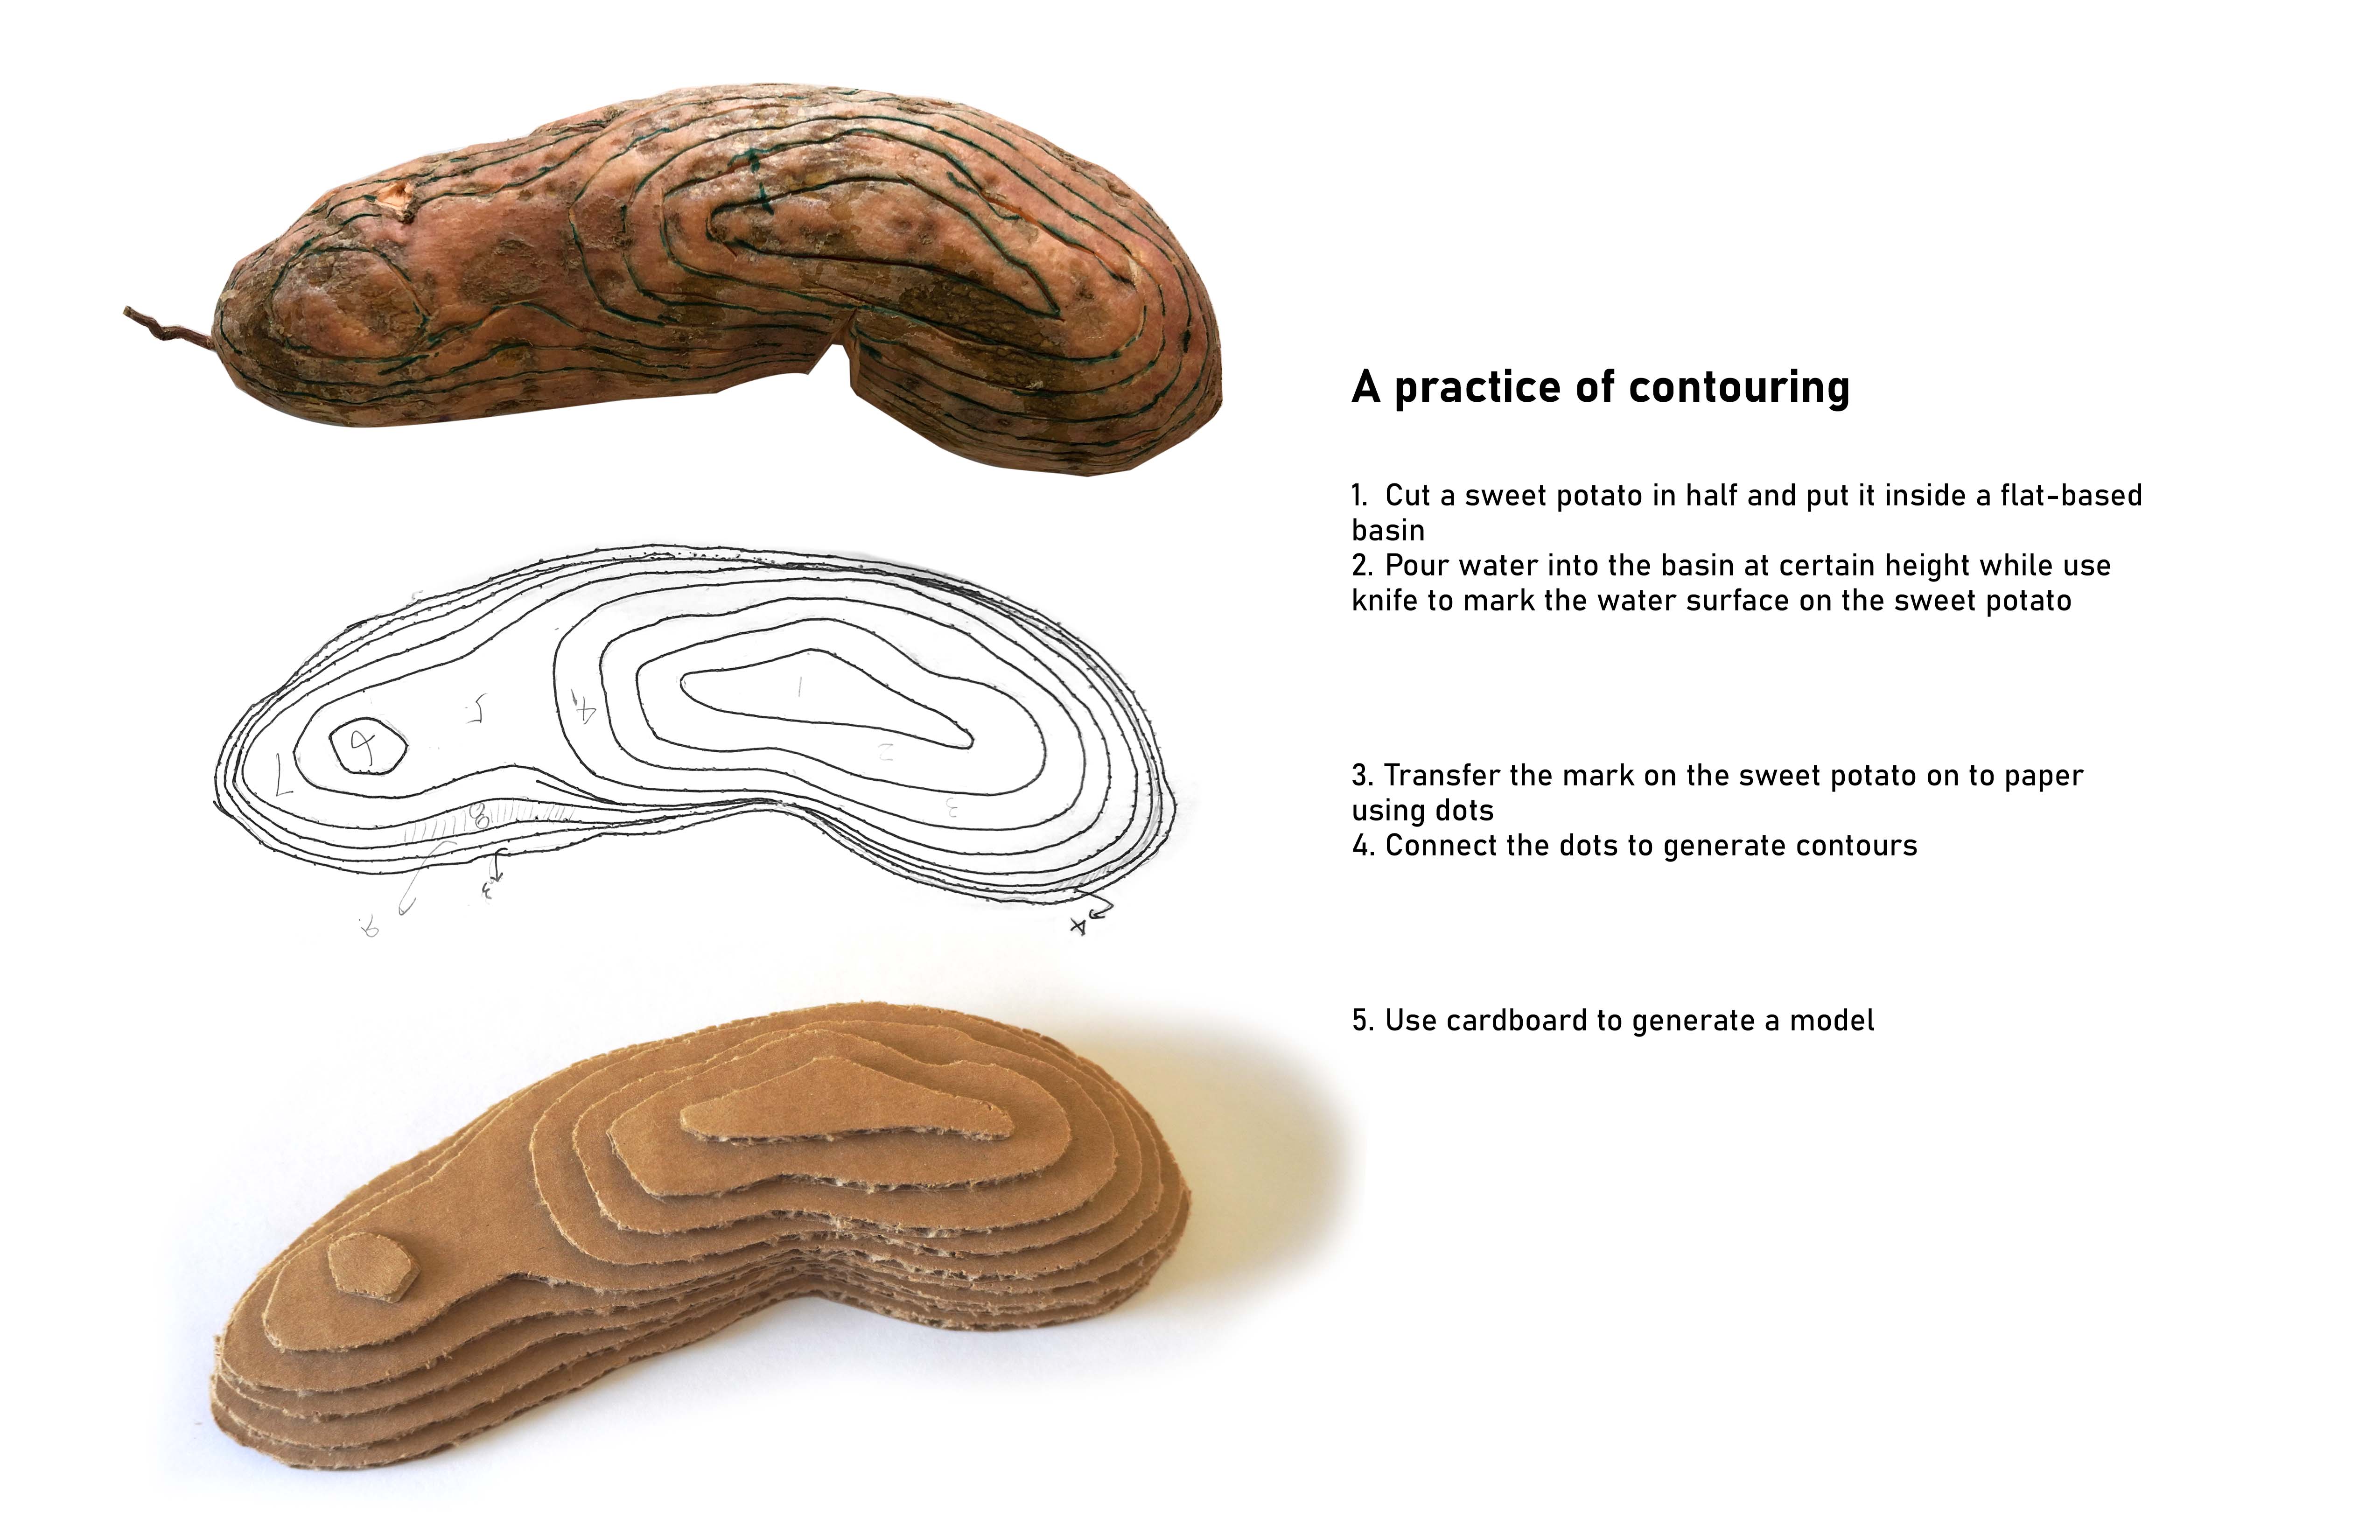 A practice of contouring
1. Cut a sweet potato in half and put it inside a flat-based
basin
2. Pour water into the basin at certain height while use
knife to mark the water surface on the sweet potato
3. Transfer the mark on the sweet potato on to paper
using dots
4. Connect the dots to generate contours
5. Use cardboard to generate a model
1
2
3
4
5
7
8
3
4